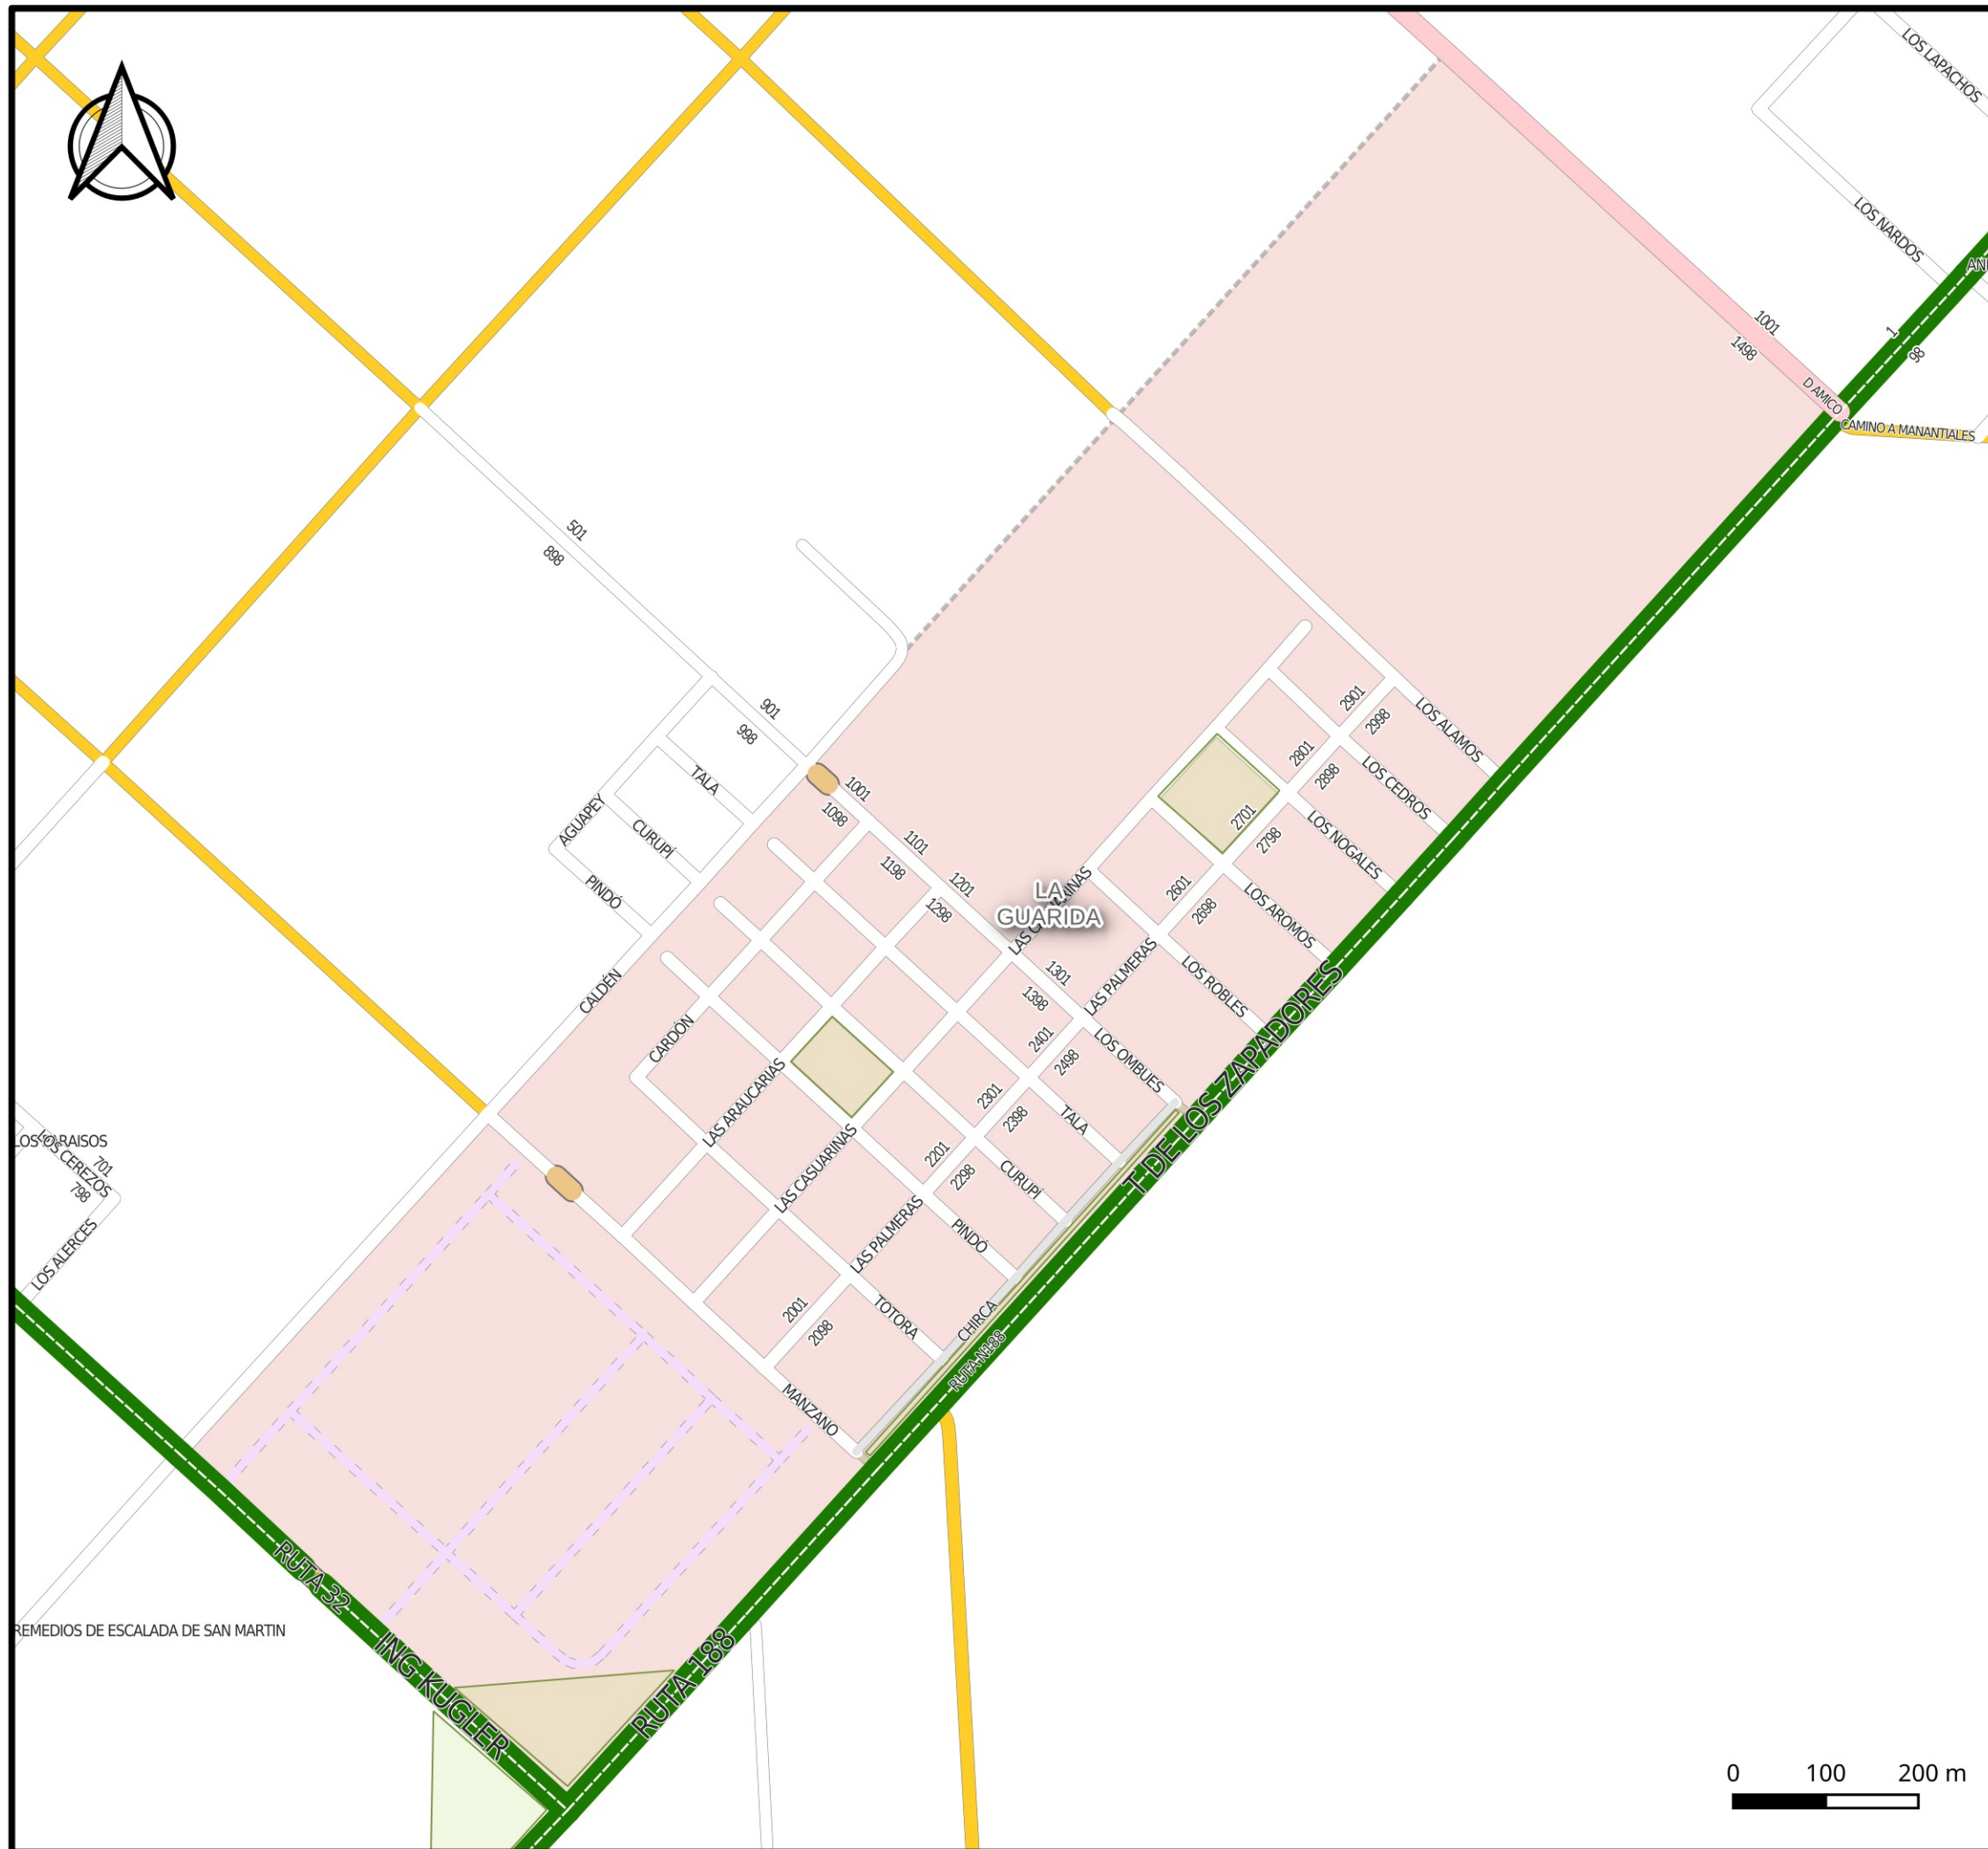 LOS LAPACHOS
LOS NARDOS
1001
1498
1
88
D AMICO
CAMINO A MANANTIALES
501
898
901
998
TALA
CURUPÍ
AGUAPEY
PINDÓ
1001
1098
1101
1198
1201
1298
LA
GUARIDA
1301
1398
2901
2998
LOS ALAMOS
2801
2898
LOS CEDROS
2701
2798
LOS NOGALES
2601
2698
LOS AROMOS
LAS PALMERAS
LOS ROBLES
2401
2498
LOS OMBUES
T DE LOS ZAPADORES
CALDÉN
CARDÓN
LAS ARAUCARIAS
LAS CASUARINAS
2301
2398
TALA
2201
2298
CURUPÍ
LAS PALMERAS
PINDÓ
2001
2098
TOTORA
CHIRCA
RUTA N188
MANZANO
LOS PARAISOS
LOS CEREZOS
701
798
LOS ALERCES
RUTA 32
REMEDIOS DE ESCALADA DE SAN MARTIN
ING KUGLER
RUTA 188
0 100 200 m